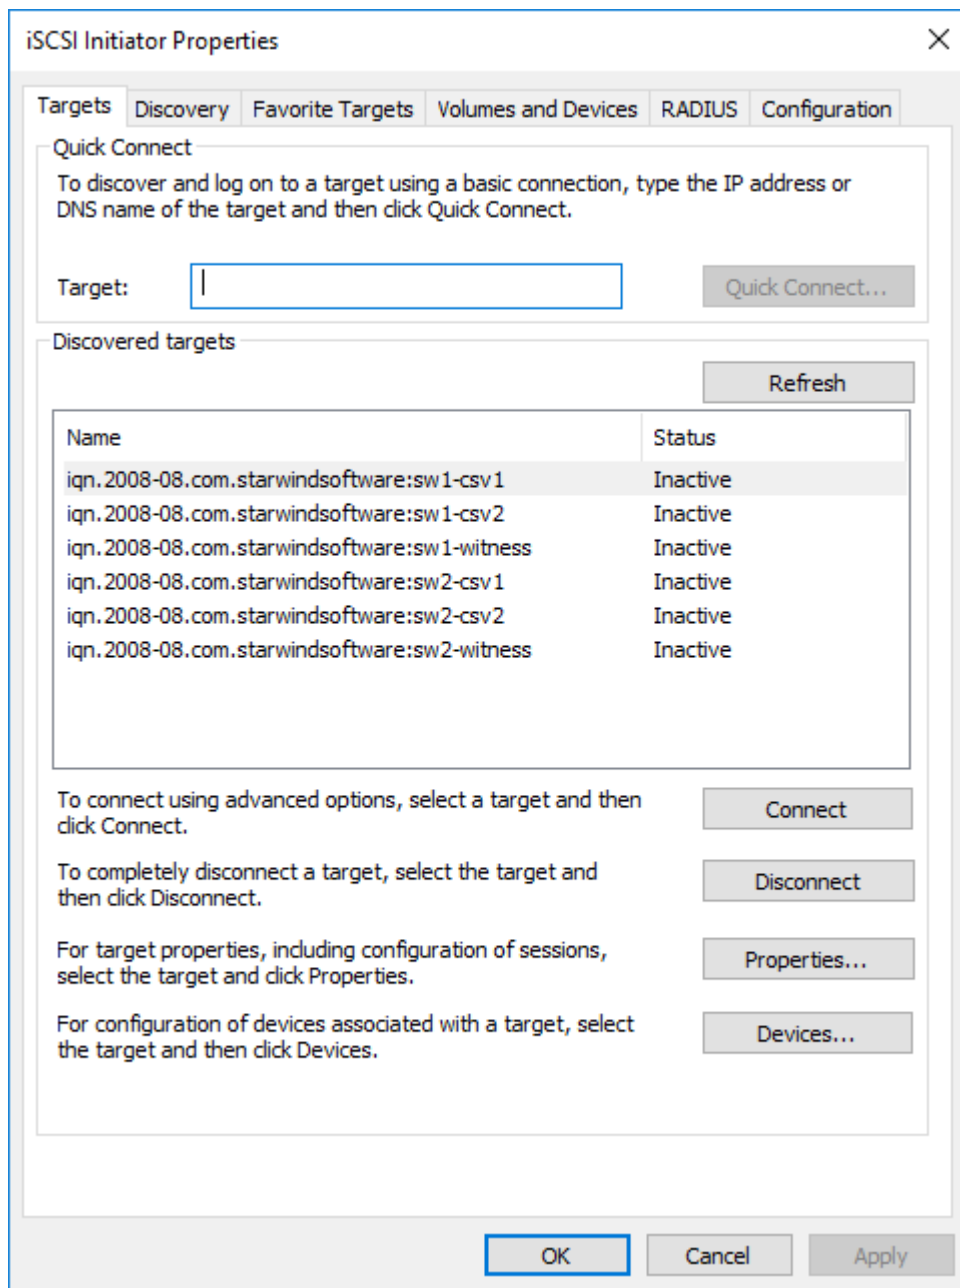 iSCSI Initiator Properties
Targets Discovery Favorite Targets Volumes and Devices RADIUS Configuration
Quick Connect
To discover and log on to a target using a basic connection, type the IP address or
DNS name of the target and then click Quick Connect.
Target: Quick Connect...
Discovered targets
Refresh
Name Status
iqn.2008-08.com.starwindsoftware:sw1-csv1 Inactive
iqn.2008-08.com.starwindsoftware:sw1-csv2 Inactive
iqn.2008-08.com.starwindsoftware:sw1-witness Inactive
iqn.2008-08.com.starwindsoftware:sw2-csv1 Inactive
iqn.2008-08.com.starwindsoftware:sw2-csv2 Inactive
iqn.2008-08.com.starwindsoftware:sw2-witness Inactive
To connect using advanced options, select a target and then
click Connect.
Connect
To completely disconnect a target, select the target and
then click Disconnect.
Disconnect
For target properties, including configuration of sessions,
select the target and click Properties.
Properties...
For configuration of devices associated with a target, select
the target and then click Devices.
Devices...
OK Cancel Apply